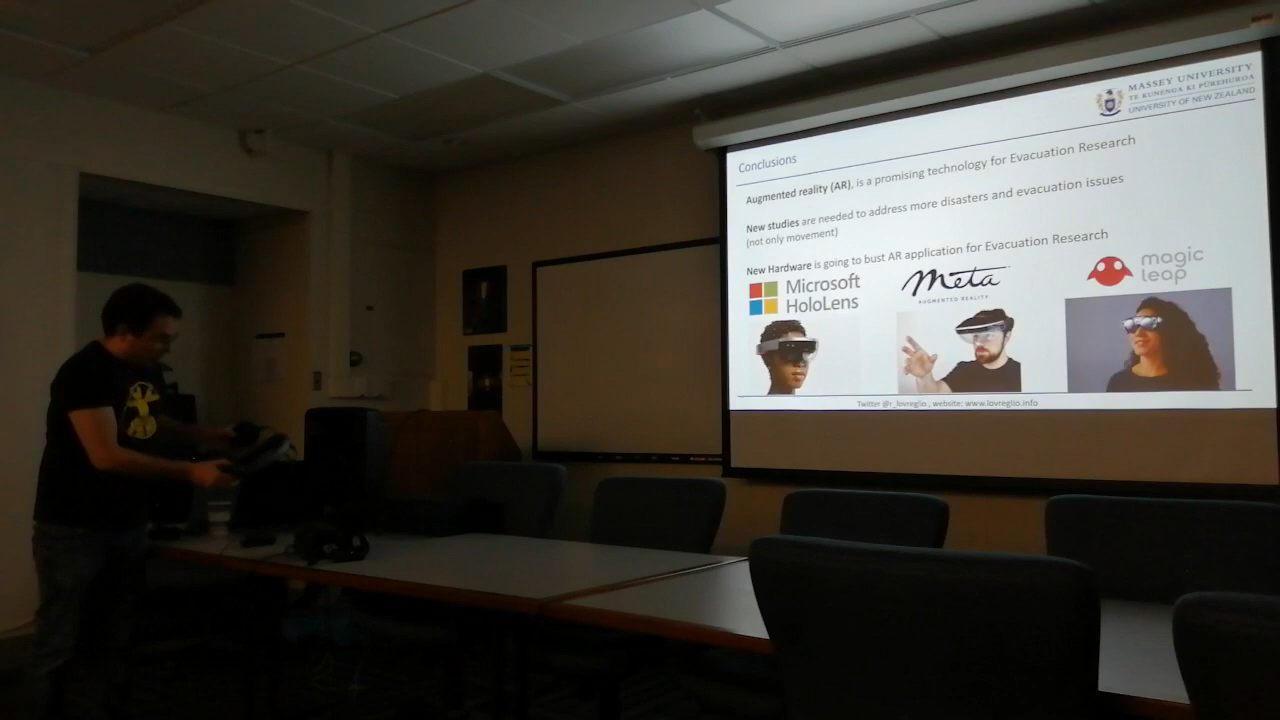 MASSEY UNIVERSITY
TE KUNENGA KI PŪREHUROA
UNIVERSITY OF NEW ZEALAND
Conclusions
Augmented reality (AR), is a promising technology for Evacuation Research
New studies are needed to address more disasters and evacuation issues
(not only movement)
New Hardware is going to bust AR application for Evacuation Research
Microsoft
HoloLens
Meta
AUGMENTED REALITY
magic
leap
Twitter @r_lovreglio , website: www.lovreglio.info